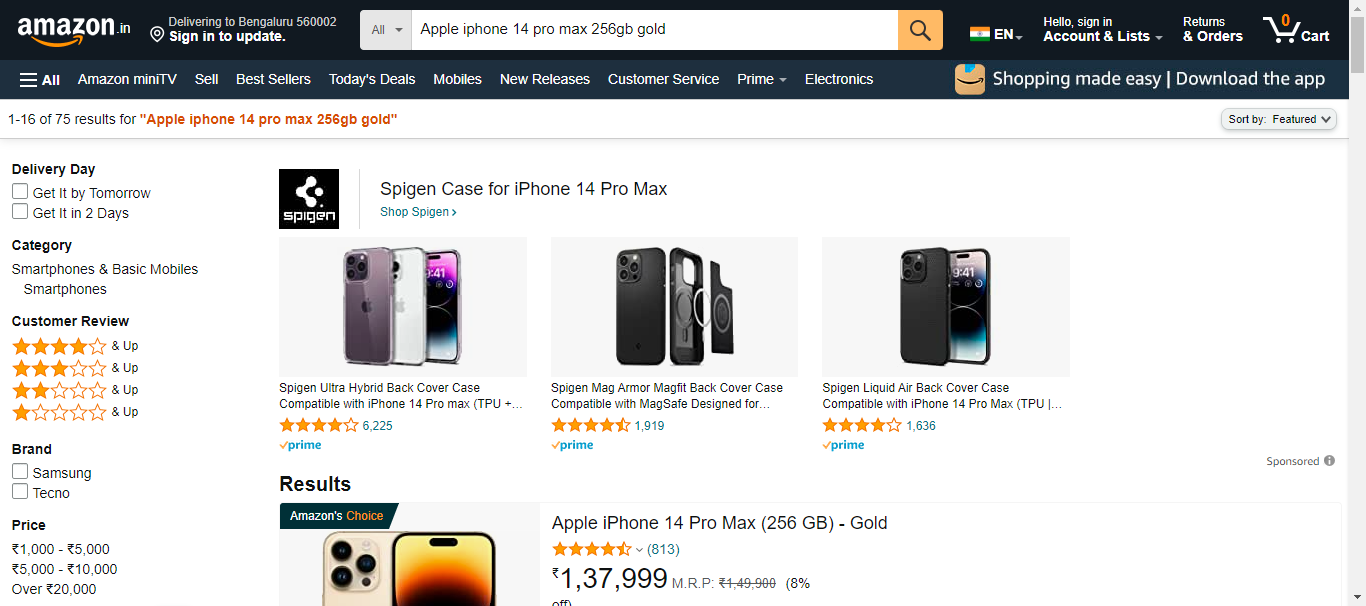 amazon.in
Delivering to Bengaluru 560002
Sign in to update.
All
Apple iphone 14 pro max 256gb gold
EN
Hello, sign in
Account & Lists
Returns
& Orders
0
Cart
All
Amazon miniTV
Sell
Best Sellers
Today's Deals
Mobiles
New Releases
Customer Service
Prime
Electronics
Shopping made easy | Download the app
1-16 of 75 results for "Apple iphone 14 pro max 256gb gold"
Sort by: Featured
Delivery Day
Get It by Tomorrow
Get It in 2 Days
Category
Smartphones & Basic Mobiles
Smartphones
Customer Review
& Up
& Up
& Up
& Up
Brand
Samsung
Tecno
Price
₹1,000 - ₹5,000
₹5,000 - ₹10,000
Over ₹20,000
spigen
Spigen Case for iPhone 14 Pro Max
Shop Spigen ›
9:41
Spigen Ultra Hybrid Back Cover Case
Compatible with iPhone 14 Pro max (TPU +...
6,225
prime
Spigen Mag Armor Magfit Back Cover Case
Compatible with MagSafe Designed for...
1,919
prime
9:41
Spigen Liquid Air Back Cover Case
Compatible with iPhone 14 Pro Max (TPU |...
1,636
prime
Sponsored
Results
Amazon's Choice
Apple iPhone 14 Pro Max (256 GB) - Gold
(813)
₹1,37,999 M.R.P: ₹1,49,900 (8%
off)